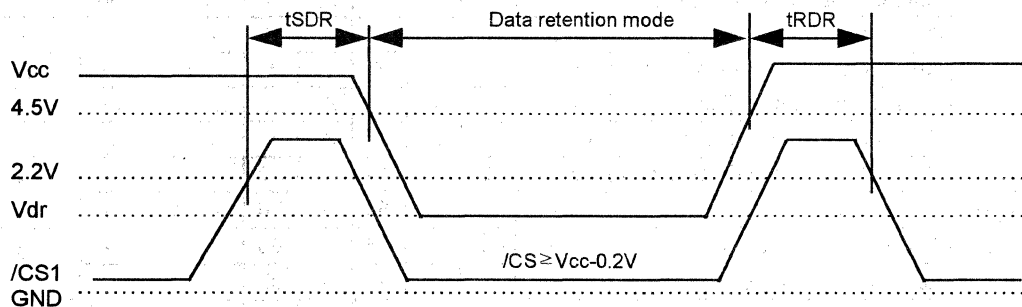 tSDR
Data retention mode
tRDR
Vcc
4.5V
2.2V
Vdr
/CS≥Vcc-0.2V
/CS1
GND